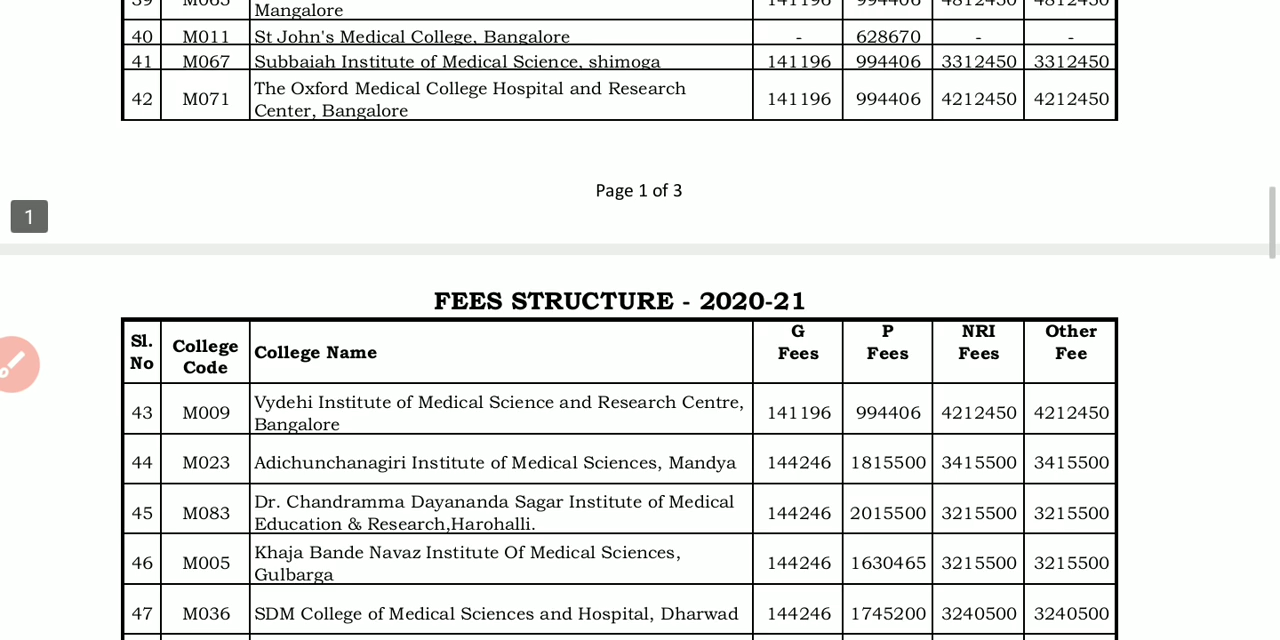 Mangalore
40 M011 St John's Medical College, Bangalore - 628670 - -
41 M067 Subbaiah Institute of Medical Science, shimoga 141196 994406 3312450 3312450
42 M071 The Oxford Medical College Hospital and Research 141196 994406 4212450 4212450
Center, Bangalore
Page 1 of 3
1
FEES STRUCTURE - 2020-21
Sl. No College Code College Name G Fees P Fees NRI Fees Other Fee
43 M009 Vydehi Institute of Medical Science and Research Centre, 141196 994406 4212450 4212450
Bangalore
44 M023 Adichunchanagiri Institute of Medical Sciences, Mandya 144246 1815500 3415500 3415500
45 M083 Dr. Chandramma Dayananda Sagar Institute of Medical 144246 2015500 3215500 3215500
Education & Research,Harohalli.
46 M005 Khaja Bande Navaz Institute Of Medical Sciences, 144246 1630465 3215500 3215500
Gulbarga
47 M036 SDM College of Medical Sciences and Hospital, Dharwad 144246 1745200 3240500 3240500